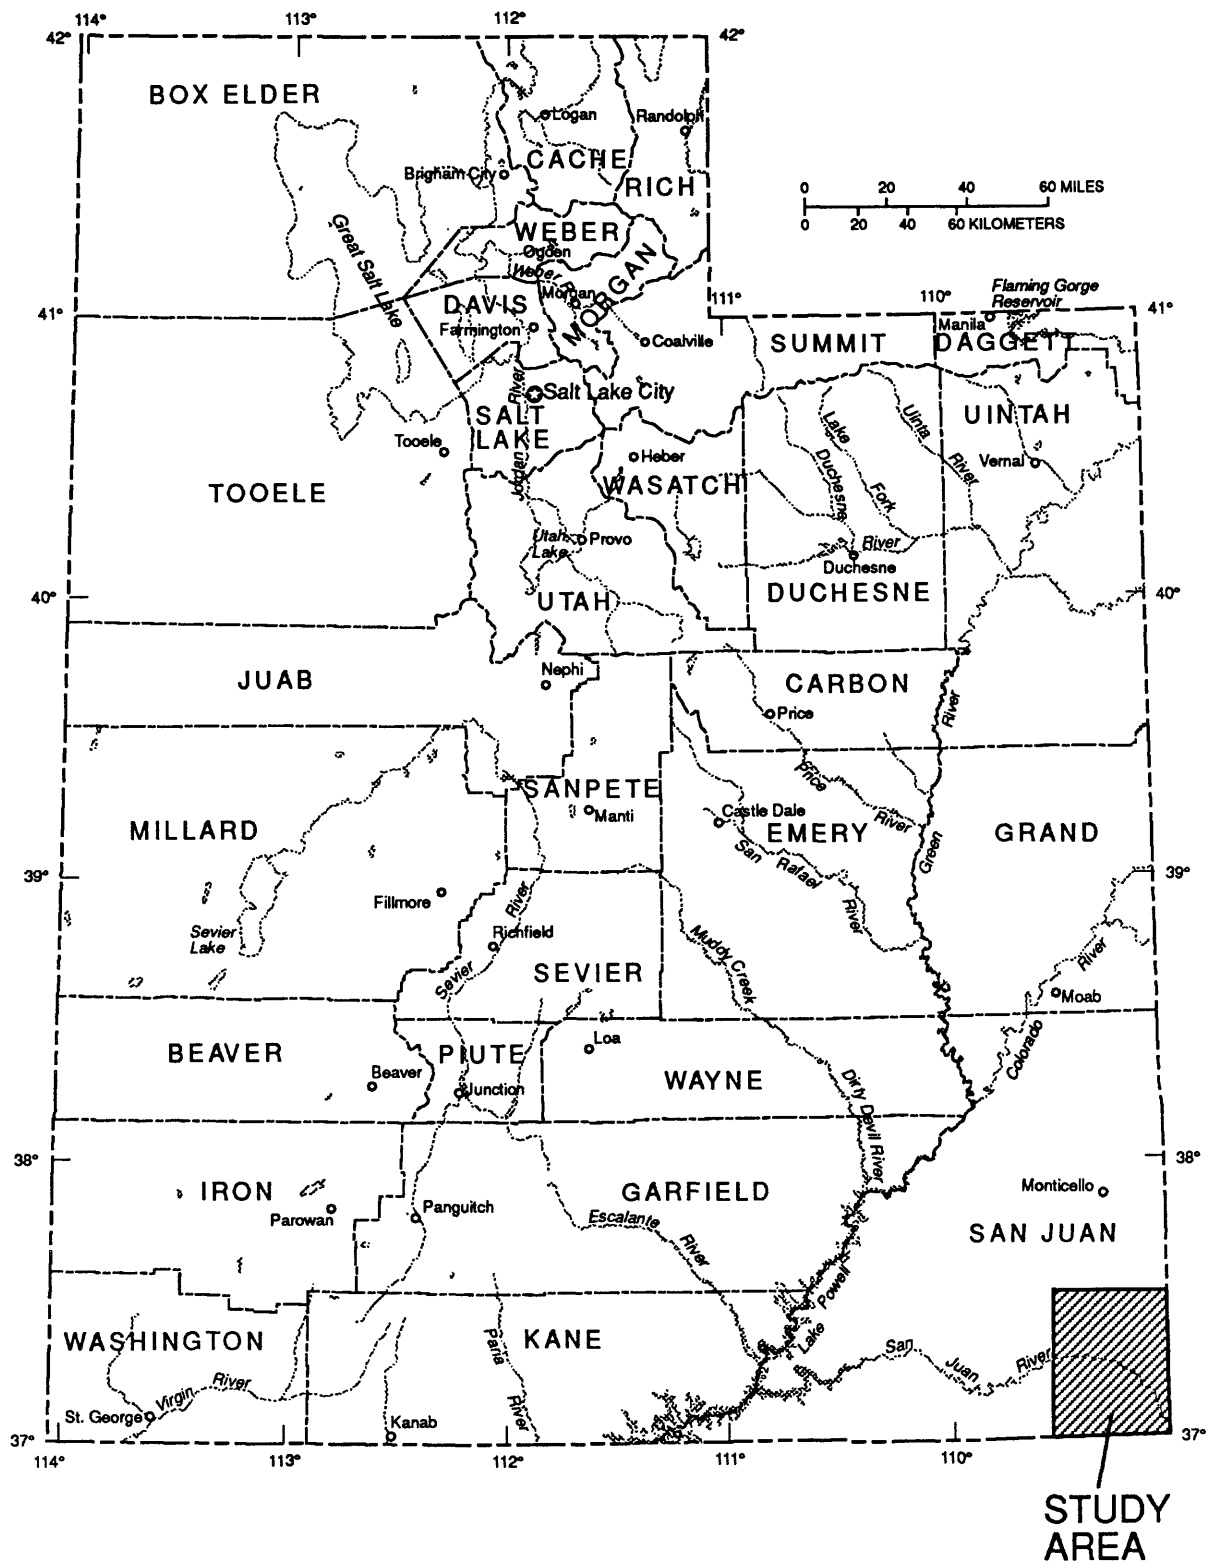 114°
113°
112°
42°
42°
BOX ELDER
Logan
Randolph
CACHE
Brigham City
RICH
0 20 40 60 MILES
0 20 40 60 KILOMETERS
Great Salt Lake
WEBER
Ogden
Weber R
MORGAN
Morgan
DAVIS
Farmington
Coalville
41°
111°
110°
Flaming Gorge
Reservoir
41°
Manila
SUMMIT
DAGGETT
Salt Lake City
SALT
LAKE
Jordan River
Tooele
Heber
WASATCH
TOOELE
Lake Fork
Uinta River
UINTAH
Vernal
Duchesne River
Duchesne
DUCHESNE
Utah
Lake
Provo
UTAH
40°
40°
JUAB
Nephi
CARBON
Price
Green River
Price River
SANPETE
Manti
Castle Dale
EMERY
GRAND
San Rafael River
MILLARD
39°
39°
Fillmore
Sevier
Lake
Sevier River
Richfield
SEVIER
Muddy Creek
Colorado River
Moab
BEAVER
Beaver
PIUTE
Junction
Loa
WAYNE
Dirty Devil River
38°
38°
IRON
Parowan
Panguitch
GARFIELD
Escalante River
Monticello
SAN JUAN
Lake Powell
WASHINGTON
KANE
Paria River
San Juan River
St. George
Virgin River
Kanab
37°
37°
114°
113°
112°
111°
110°
STUDY
AREA